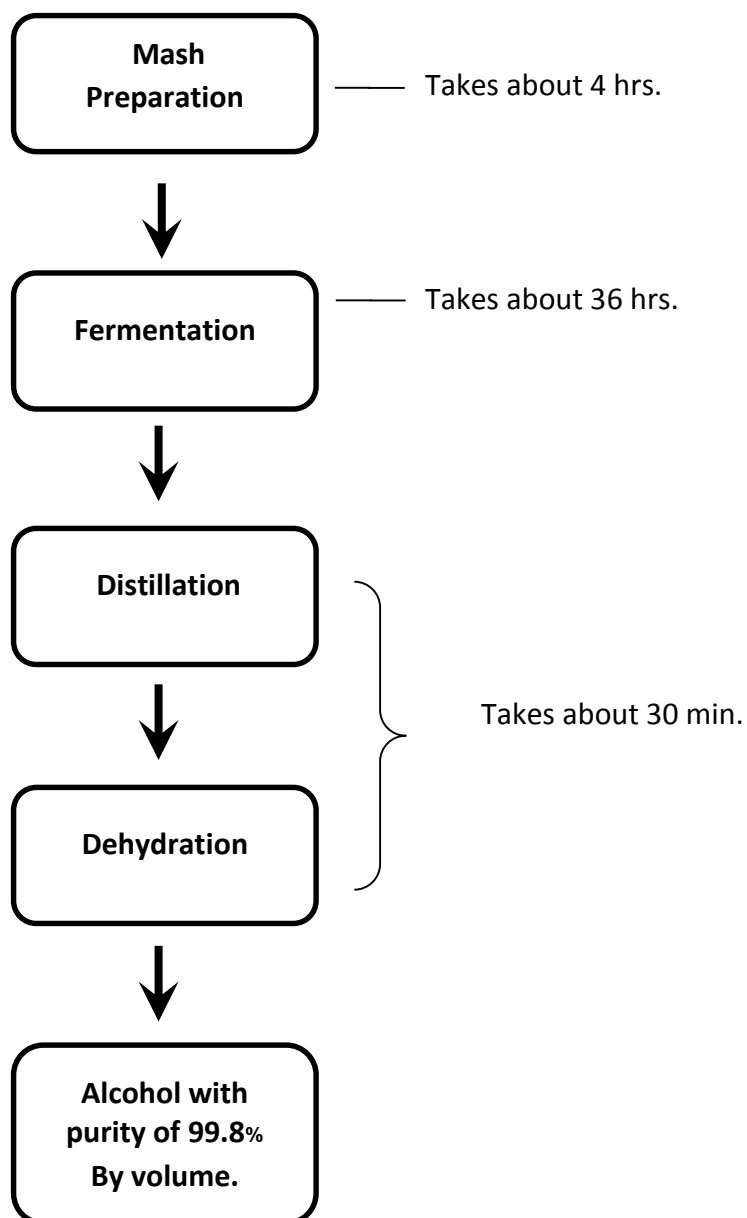 Mash
Preparation
Takes about 4 hrs.
Fermentation
Takes about 36 hrs.
Distillation
Takes about 30 min.
Dehydration
Alcohol with
purity of 99.8%
By volume.